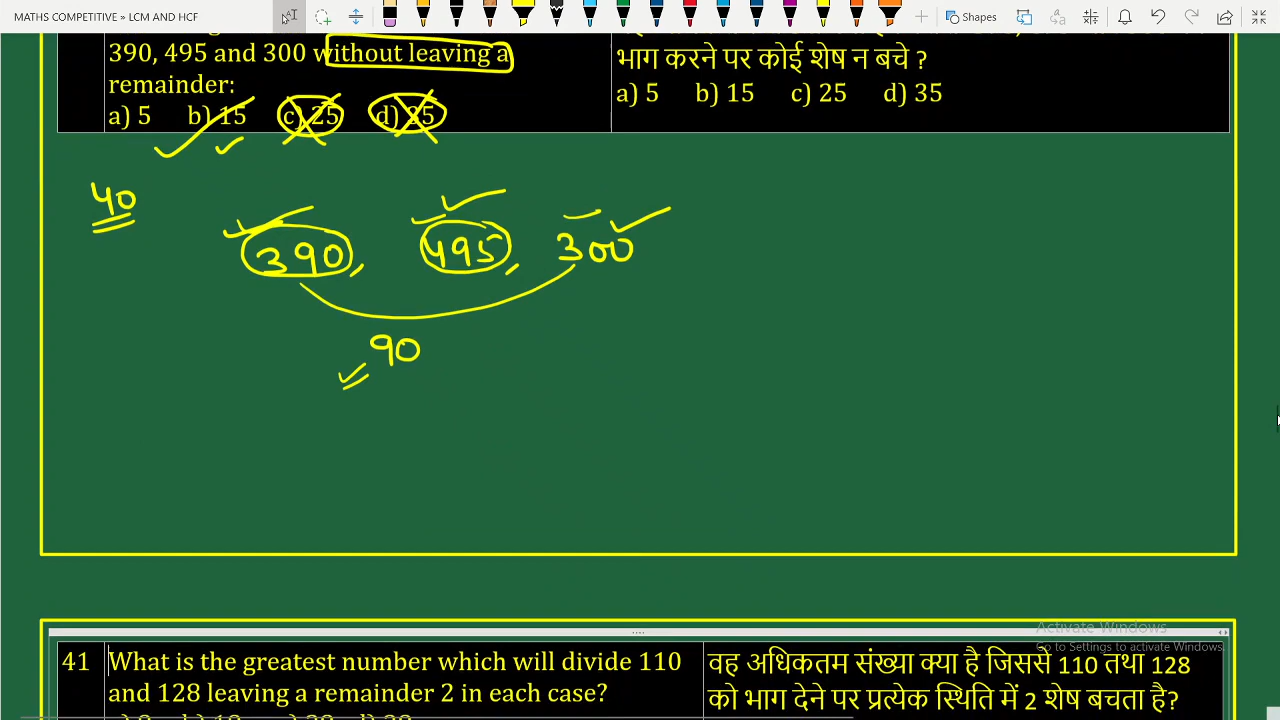 MATHS COMPETITIVE » LCM AND HCF
Shapes
390, 495 and 300 without leaving a
remainder:
a) 5 b) 15 c) 25 d) 35
भाग करने पर कोई शेष न बचे ?
a) 5 b) 15 c) 25 d) 35
40
390, 495, 300
90
Activate Windows
Go to Settings to activate Windows.
41 What is the greatest number which will divide 110
and 128 leaving a remainder 2 in each case?
वह अधिकतम संख्या क्या है जिससे 110 तथा 128
को भाग देने पर प्रत्येक स्थिति में 2 शेष बचता है?